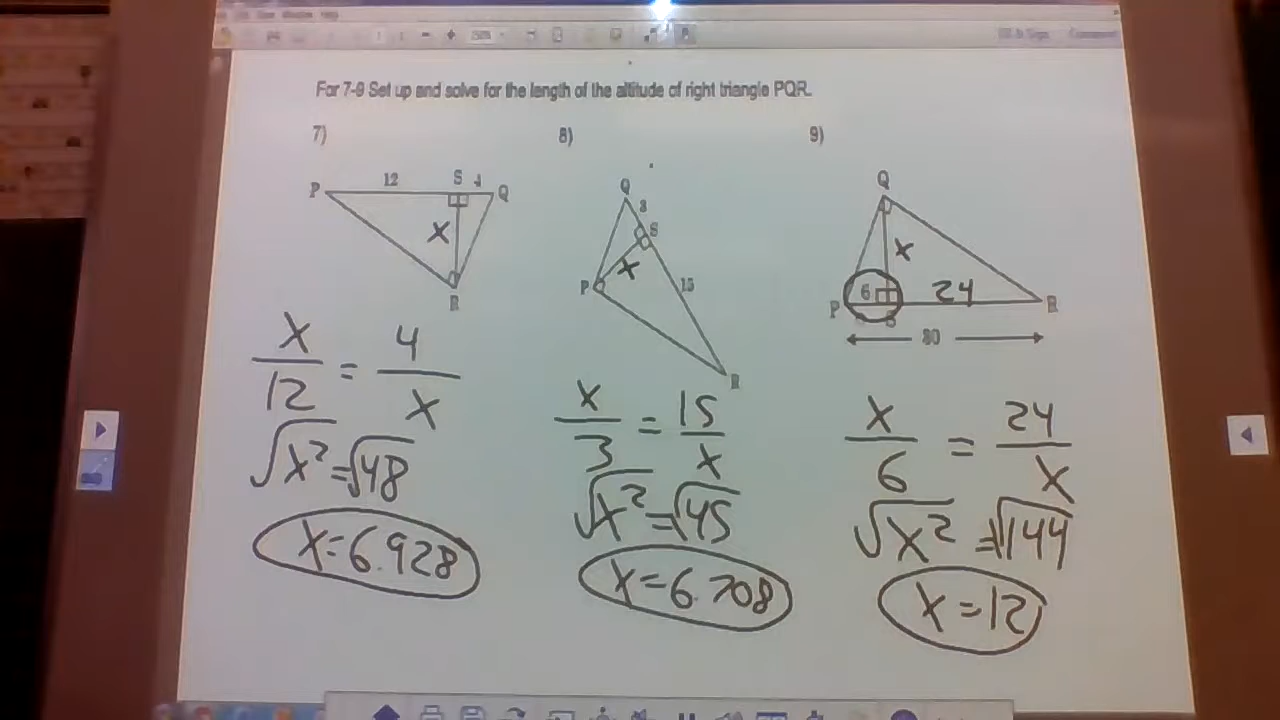 For 7-9 Set up and solve for the length of the altitude of right triangle PQR.
7)
P 12 S 4 Q
x
R
x/12 = 4/x
√x² = √48
x = 6.928
8)
Q
3
S
x
P 15
R
x/3 = 15/x
√x² = √45
x = 6.708
9)
Q
x
6 24
P S R
30
x/6 = 24/x
√x² = √144
x = 12